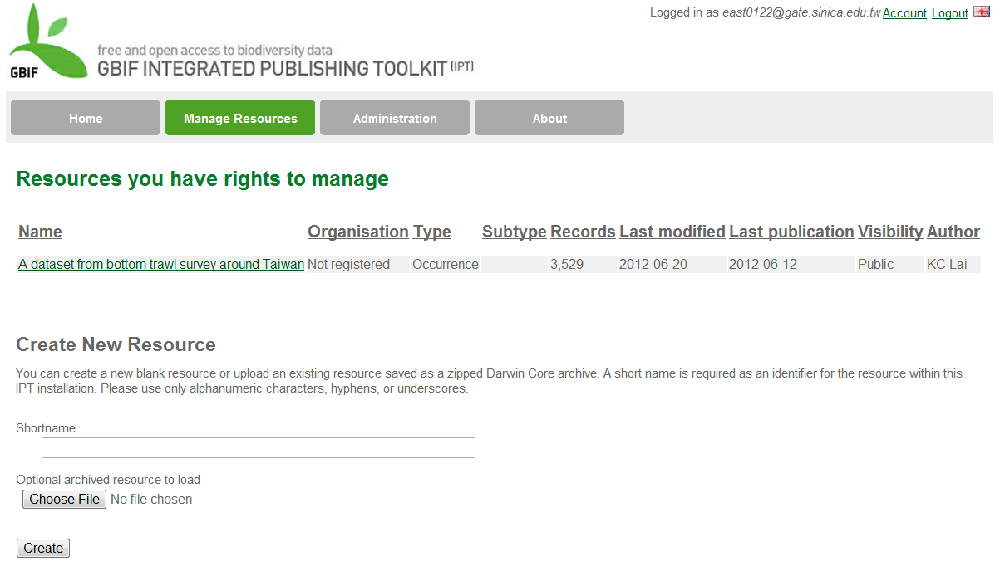 Logged in as east0122@gate.sinica.edu.tw Account Logout
free and open access to biodiversity data
GBIF INTEGRATED PUBLISHING TOOLKIT (IPT)
GBIF
Home Manage Resources Administration About
Resources you have rights to manage
Name Organisation Type Subtype Records Last modified Last publication Visibility Author
A dataset from bottom trawl survey around Taiwan Not registered Occurrence --- 3,529 2012-06-20 2012-06-12 Public KC Lai
Create New Resource
You can create a new blank resource or upload an existing resource saved as a zipped Darwin Core archive. A short name is required as an identifier for the resource within this
IPT installation. Please use only alphanumeric characters, hyphens, or underscores.
Shortname
Optional archived resource to load
Choose File No file chosen
Create